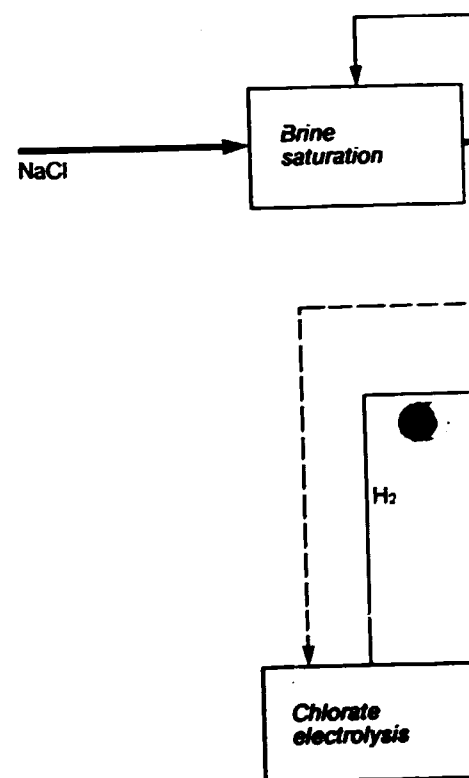 Brine
saturation
NaCl
H₂
Chlorate
electrolysis